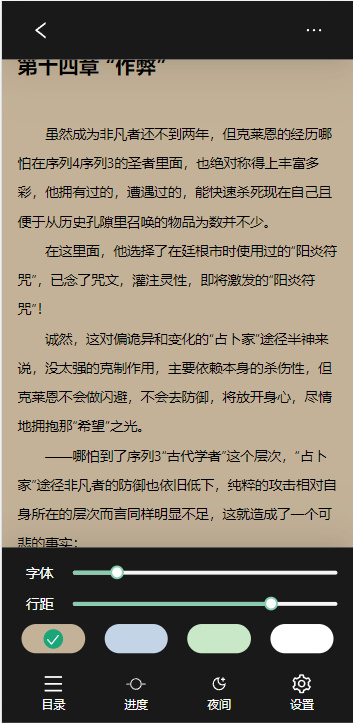 第十四章 “作弊”
虽然成为非凡者还不到两年，但克莱恩的经历哪
怕在序列4序列3的圣者里面，也绝对称得上丰富多
彩，他拥有过的，遭遇过的，能快速杀死现在自己且
便于从历史孔隙里召唤的物品为数并不少。
在这里面，他选择了在廷根市时使用过的“阳炎符
咒”，已念了咒文，灌注灵性，即将激发的“阳炎符
咒”！
诚然，这对偏诡异和变化的“占卜家”途径半神来
说，没太强的克制作用，主要依赖本身的杀伤性，但
克莱恩不会做闪避，不会去防御，将放开身心，尽情
地拥抱那“希望”之光。
——哪怕到了序列3“古代学者”这个层次，“占卜
家”途径非凡者的防御也依旧低下，纯粹的攻击相对自
身所在的层次而言同样明显不足，这就造成了一个可
悲的事实：
字体
行距
目录 进度 夜间 设置